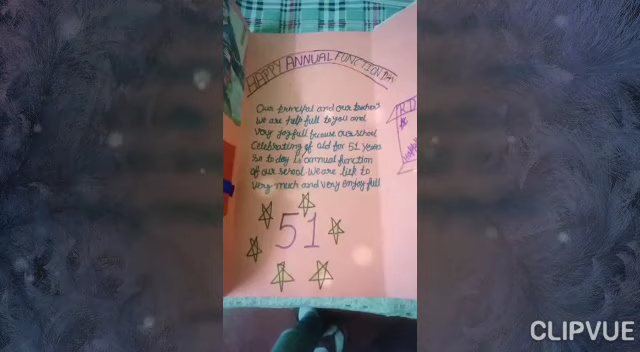 HAPPY ANNUAL FUNCTION Day
Our principal and our teachers
We are help full to you and
Very joyfull because our school
Celebrating of old for 51 years
So to day is annual function
of our school. we are lick to
very much and very enjoy full
51
CLIPVUE